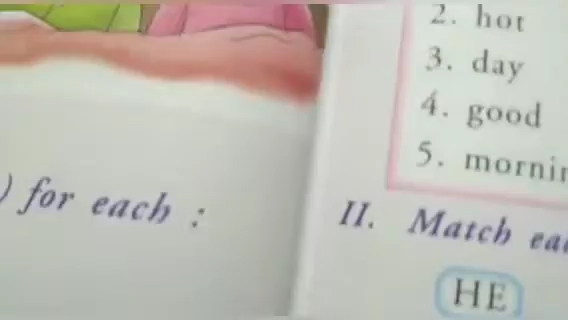 ) for each :
2. hot
3. day
4. good
5.
II. Match
HE